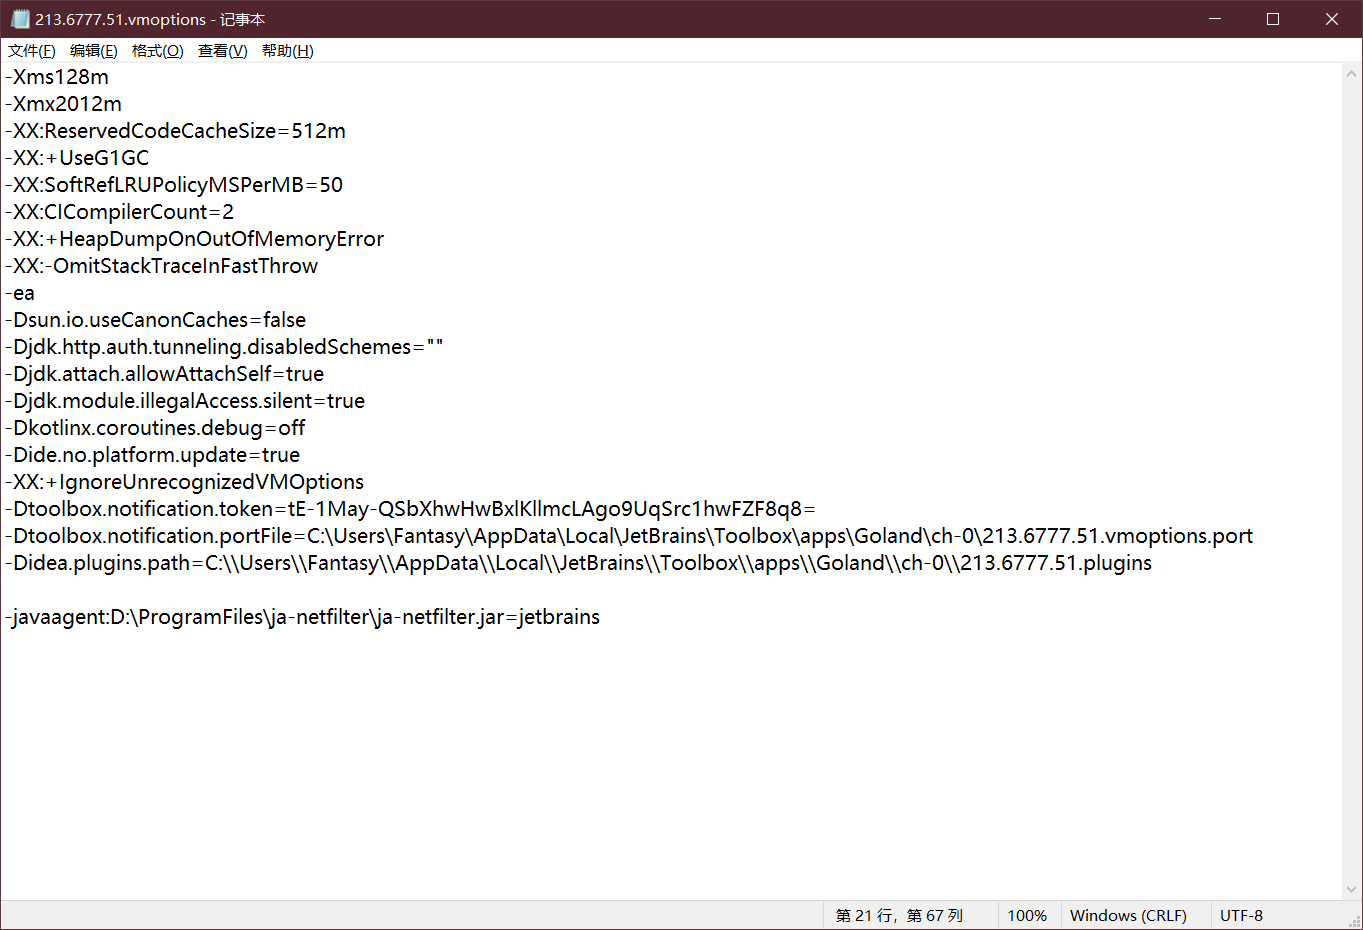 213.6777.51.vmoptions - 记事本
文件(F) 编辑(E) 格式(O) 查看(V) 帮助(H)
-Xms128m
-Xmx2012m
-XX:ReservedCodeCacheSize=512m
-XX:+UseG1GC
-XX:SoftRefLRUPolicyMSPerMB=50
-XX:CICompilerCount=2
-XX:+HeapDumpOnOutOfMemoryError
-XX:-OmitStackTraceInFastThrow
-ea
-Dsun.io.useCanonCaches=false
-Djdk.http.auth.tunneling.disabledSchemes=""
-Djdk.attach.allowAttachSelf=true
-Djdk.module.illegalAccess.silent=true
-Dkotlinx.coroutines.debug=off
-Dide.no.platform.update=true
-XX:+IgnoreUnrecognizedVMOptions
-Dtoolbox.notification.token=tE-1May-QSbXhwHwBxlKllmcLAgo9UqSrc1hwFZF8q8=
-Dtoolbox.notification.portFile=C:\Users\Fantasy\AppData\Local\JetBrains\Toolbox\apps\Goland\ch-0\213.6777.51.vmoptions.port
-Didea.plugins.path=C:\\Users\\Fantasy\\AppData\\Local\\JetBrains\\Toolbox\\apps\\Goland\\ch-0\\213.6777.51.plugins
-javaagent:D:\ProgramFiles\ja-netfilter\ja-netfilter.jar=jetbrains
第 21 行，第 67 列 100% Windows (CRLF) UTF-8